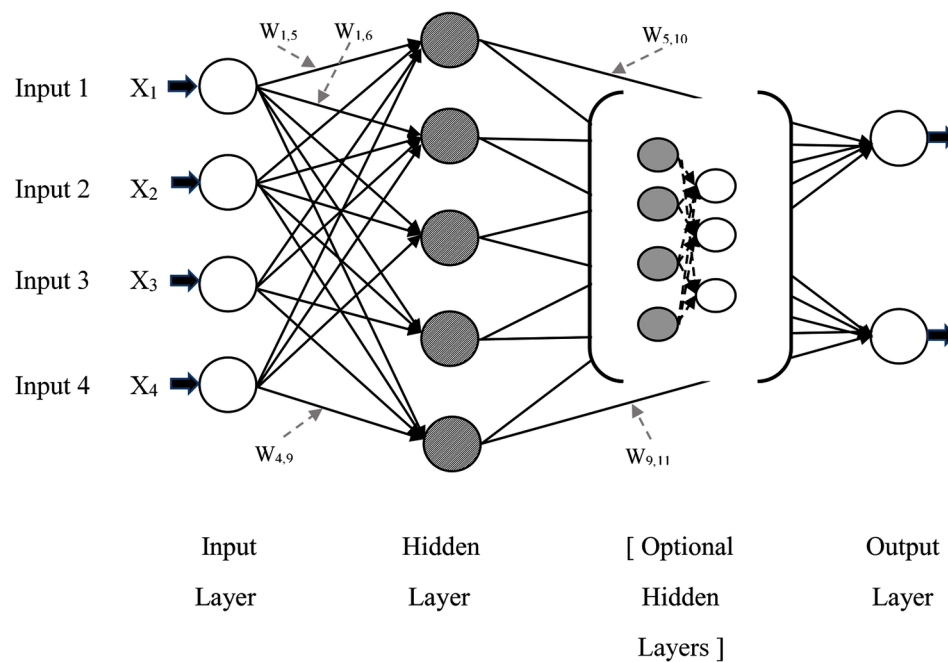 W1,5
W1,6
W5,10
Input 1 X1
Input 2 X2
Input 3 X3
Input 4 X4
W4,9
W9,11
Input Layer
Hidden Layer
[ Optional Hidden Layers ]
Output Layer